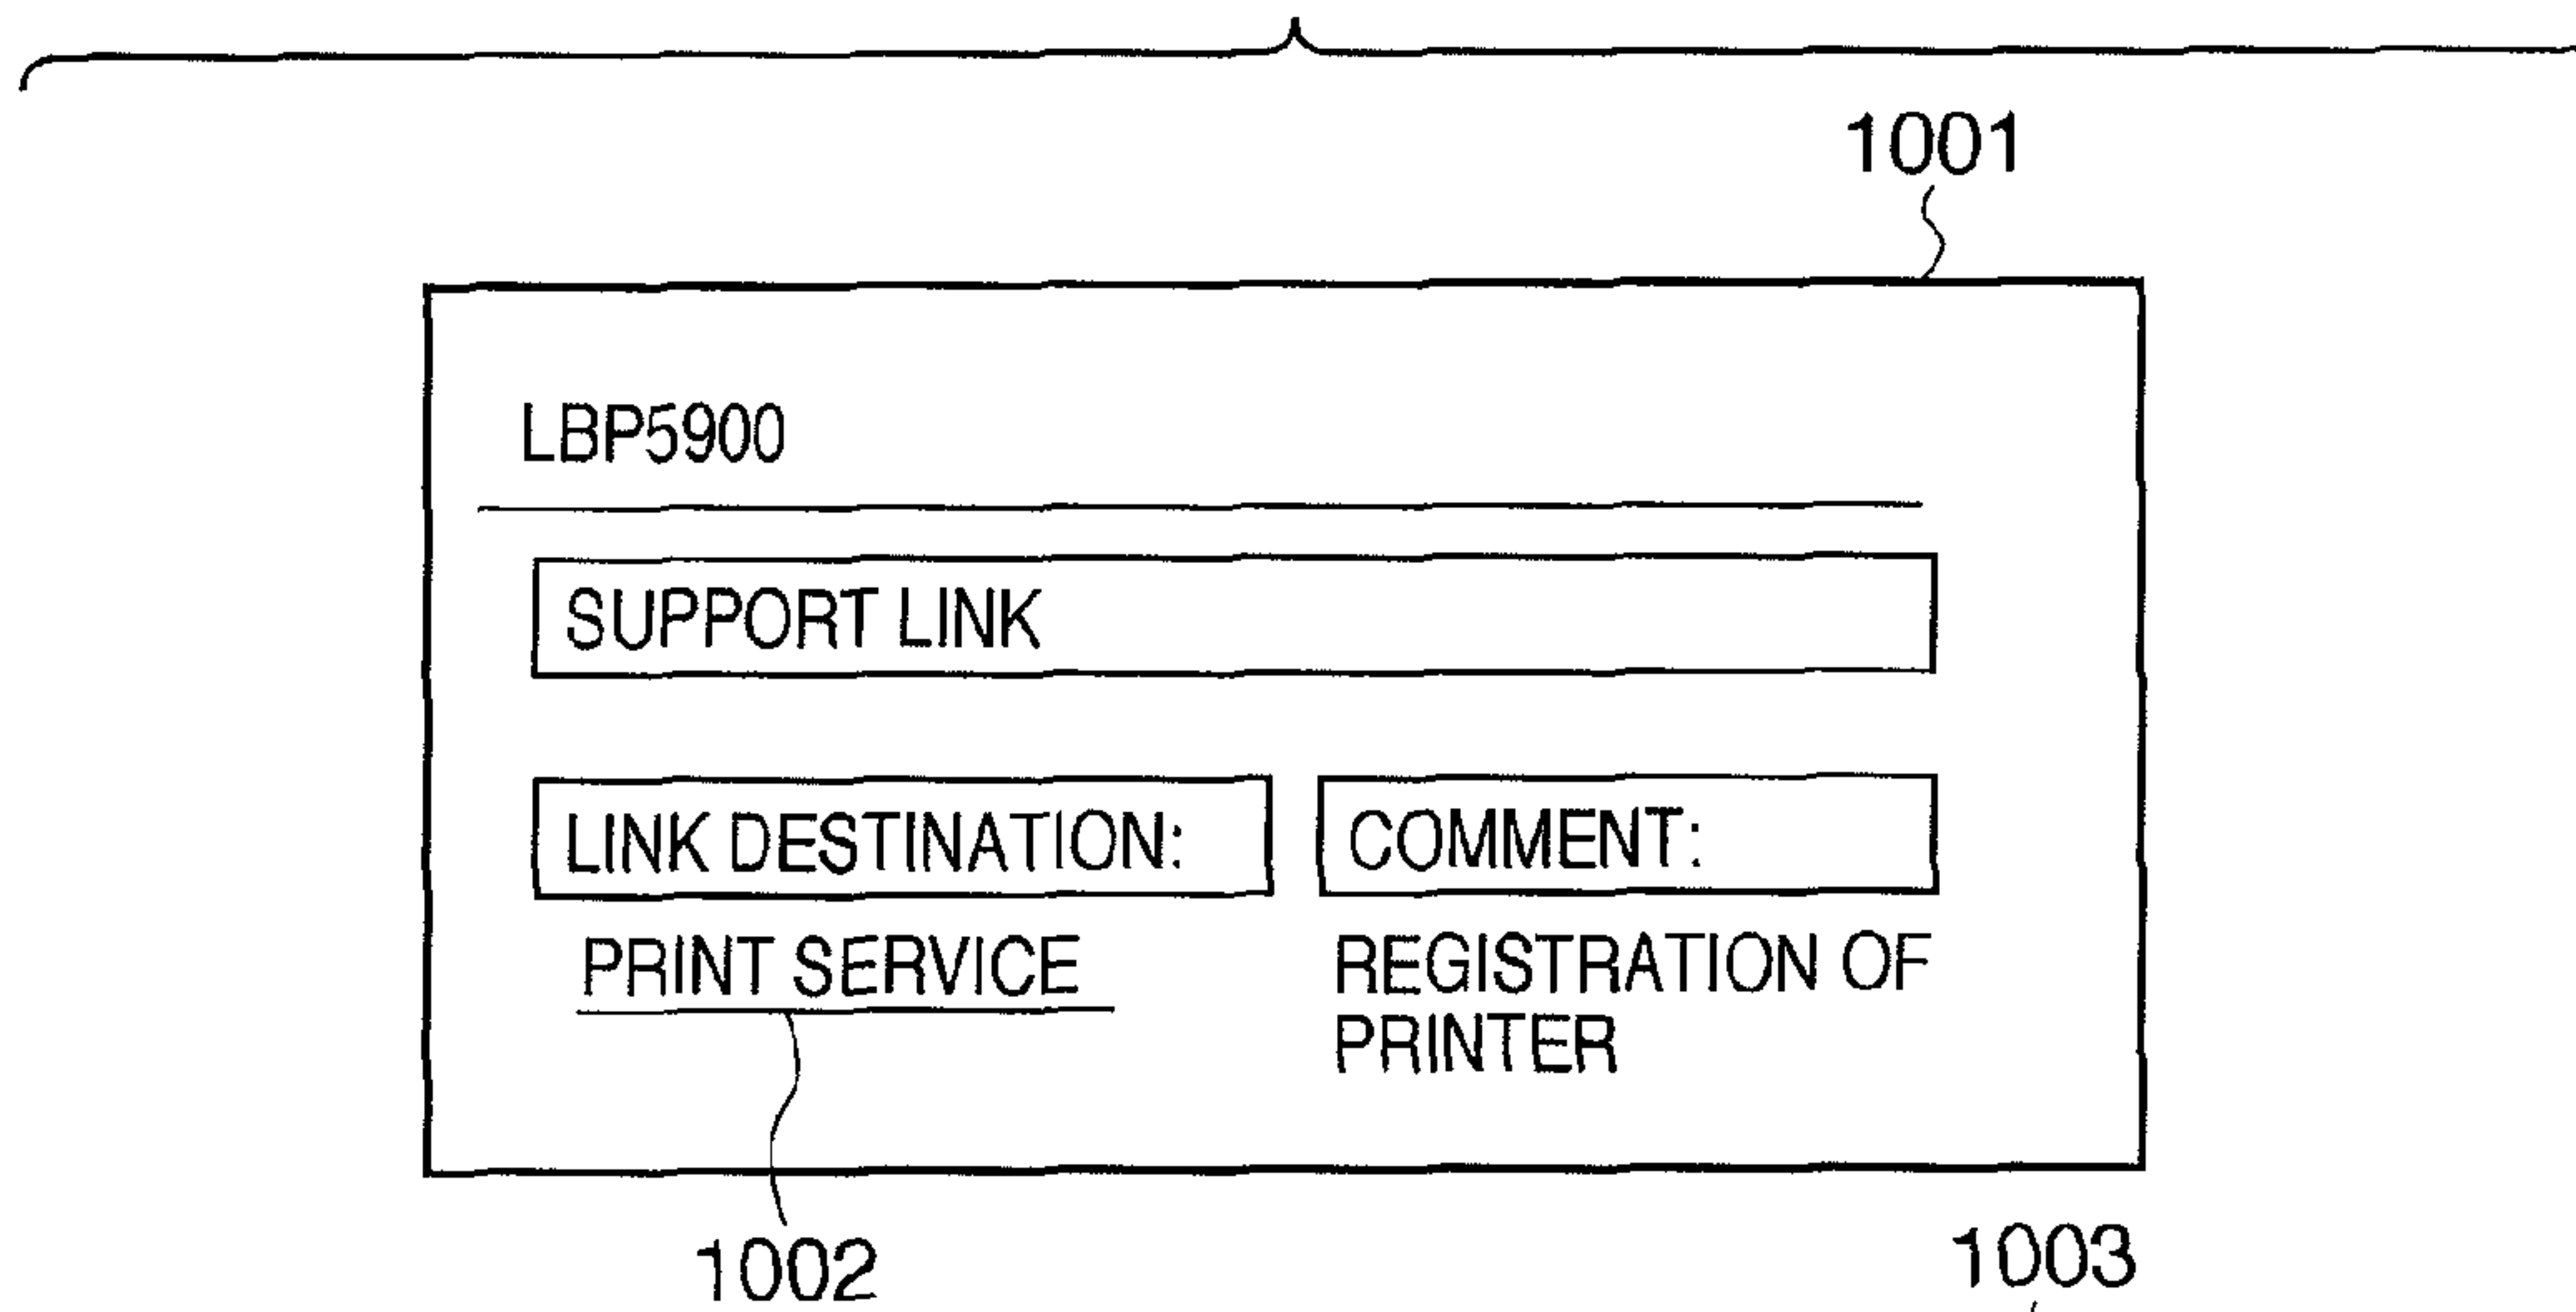 1001
LBP5900
SUPPORT LINK
LINK DESTINATION: COMMENT:
PRINT SERVICE REGISTRATION OF
PRINTER
1002
1003